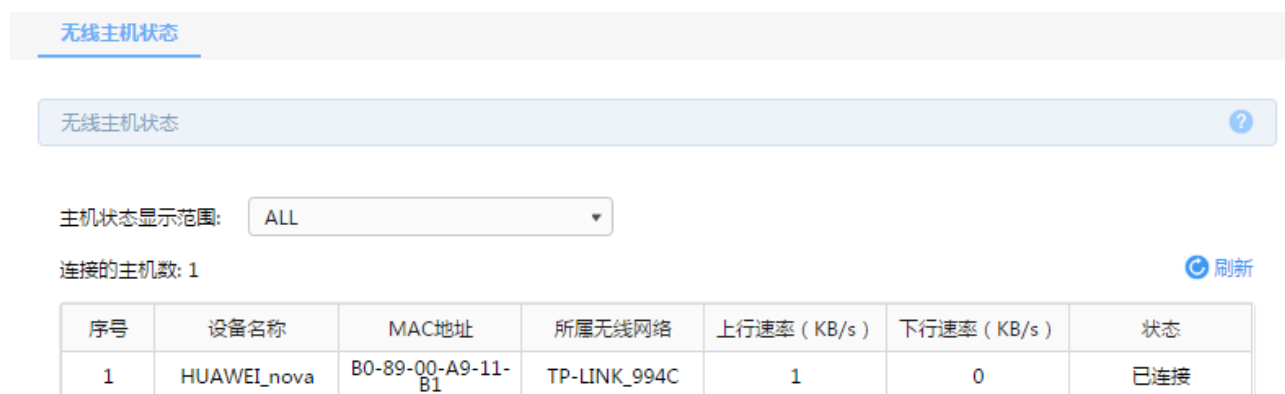 无线主机状态
无线主机状态
主机状态显示范围: ALL
连接的主机数: 1 刷新
序号 设备名称 MAC地址 所属无线网络 上行速率（KB/s） 下行速率（KB/s） 状态
1 HUAWEI_nova B0-89-00-A9-11-B1 TP-LINK_994C 1 0 已连接